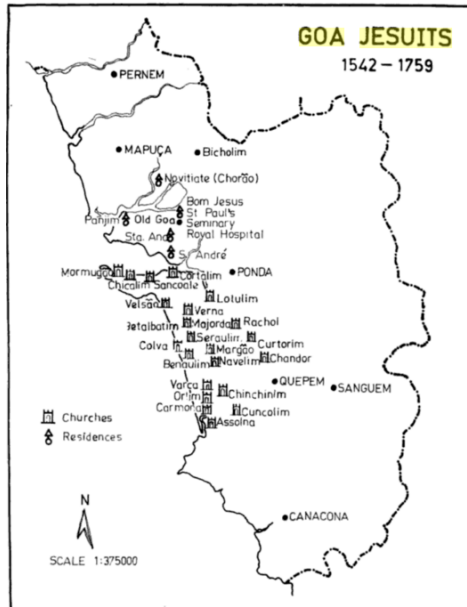 GOA JESUITS
1542 – 1759
PERNEM
MAPUÇA
Bicholim
Novitiate (Chorão)
Bom Jesus
St Paul's
Panjim
Old Goa
Seminary
Sta. Ana
Royal Hospital
S. André
Mormugão
Cortalim
Chicalim Sancoale
PONDA
Lotulim
Velsão
Verna
Betalbatim
Majorda
Rachol
Seraulim
Curtorim
Colva
Margão
Chandor
Benaulim
Navelim
Varca
QUEPEM
SANGUEM
Chinchinim
Orlim
Carmona
Cuncolim
Assolna
Churches
Residences
N
SCALE 1:375000
CANACONA